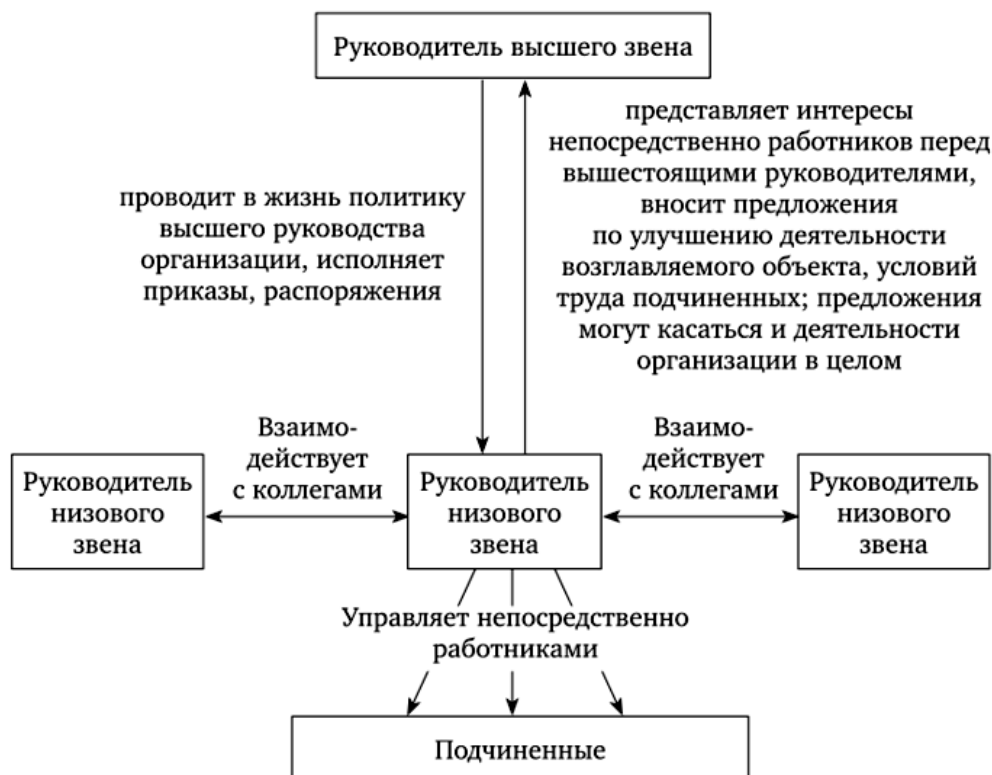 Руководитель высшего звена
проводит в жизнь политику
высшего руководства
организации, исполняет
приказы, распоряжения
представляет интересы
непосредственно работников перед
вышестоящими руководителями,
вносит предложения
по улучшению деятельности
возглавляемого объекта, условий
труда подчиненных; предложения
могут касаться и деятельности
организации в целом
Руководитель
низового
звена
Взаимо-
действует
с коллегами
Руководитель
низового
звена
Взаимо-
действует
с коллегами
Руководитель
низового
звена
Управляет непосредственно
работниками
Подчиненные